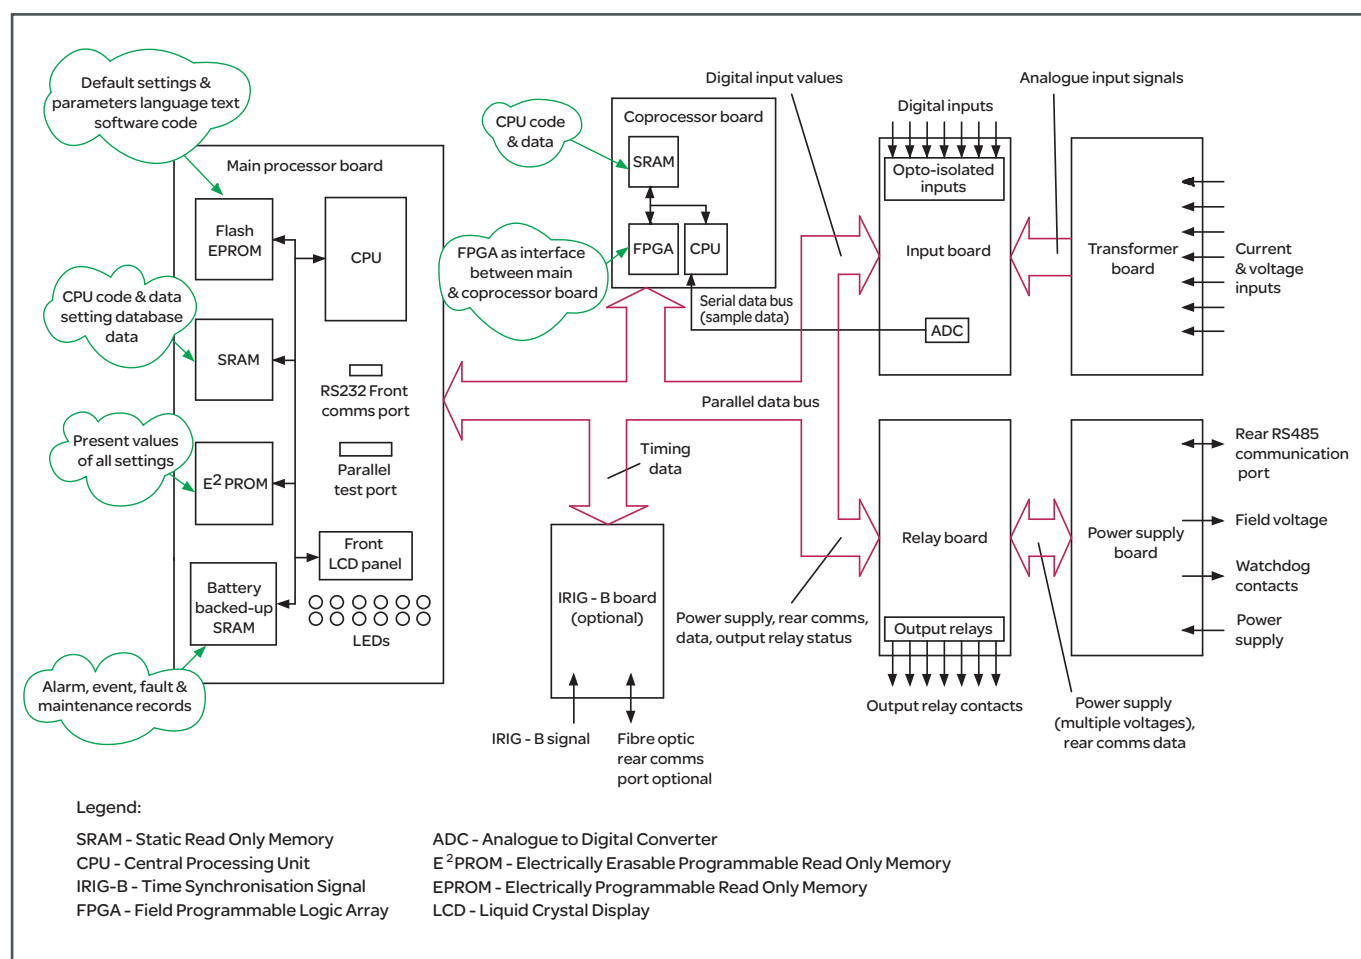 Default settings &
parameters language text
software code
Main processor board
Flash
EPROM
CPU
CPU code & data
setting database
data
SRAM
RS232 Front
comms port
Present values
of all settings
E2 PROM
Parallel
test port
Front
LCD panel
Battery
backed-up
SRAM
LEDs
Alarm, event, fault &
maintenance records
CPU code
& data
Coprocessor board
SRAM
FPGA
CPU
FPGA as interface
between main
& coprocessor board
Serial data bus
(sample data)
Digital input values
Digital inputs
Opto-isolated
inputs
Input board
ADC
Analogue input signals
Transformer
board
Current
& voltage
inputs
Parallel data bus
Timing
data
IRIG - B board
(optional)
IRIG - B signal
Fibre optic
rear comms
port optional
Power supply, rear comms,
data, output relay status
Relay board
Output relays
Output relay contacts
Power supply
board
Rear RS485
communication
port
Field voltage
Watchdog
contacts
Power
supply
Power supply
(multiple voltages),
rear comms data
Legend:
SRAM - Static Read Only Memory
CPU - Central Processing Unit
IRIG-B - Time Synchronisation Signal
FPGA - Field Programmable Logic Array
ADC - Analogue to Digital Converter
E2PROM - Electrically Erasable Programmable Read Only Memory
EPROM - Electrically Programmable Read Only Memory
LCD - Liquid Crystal Display